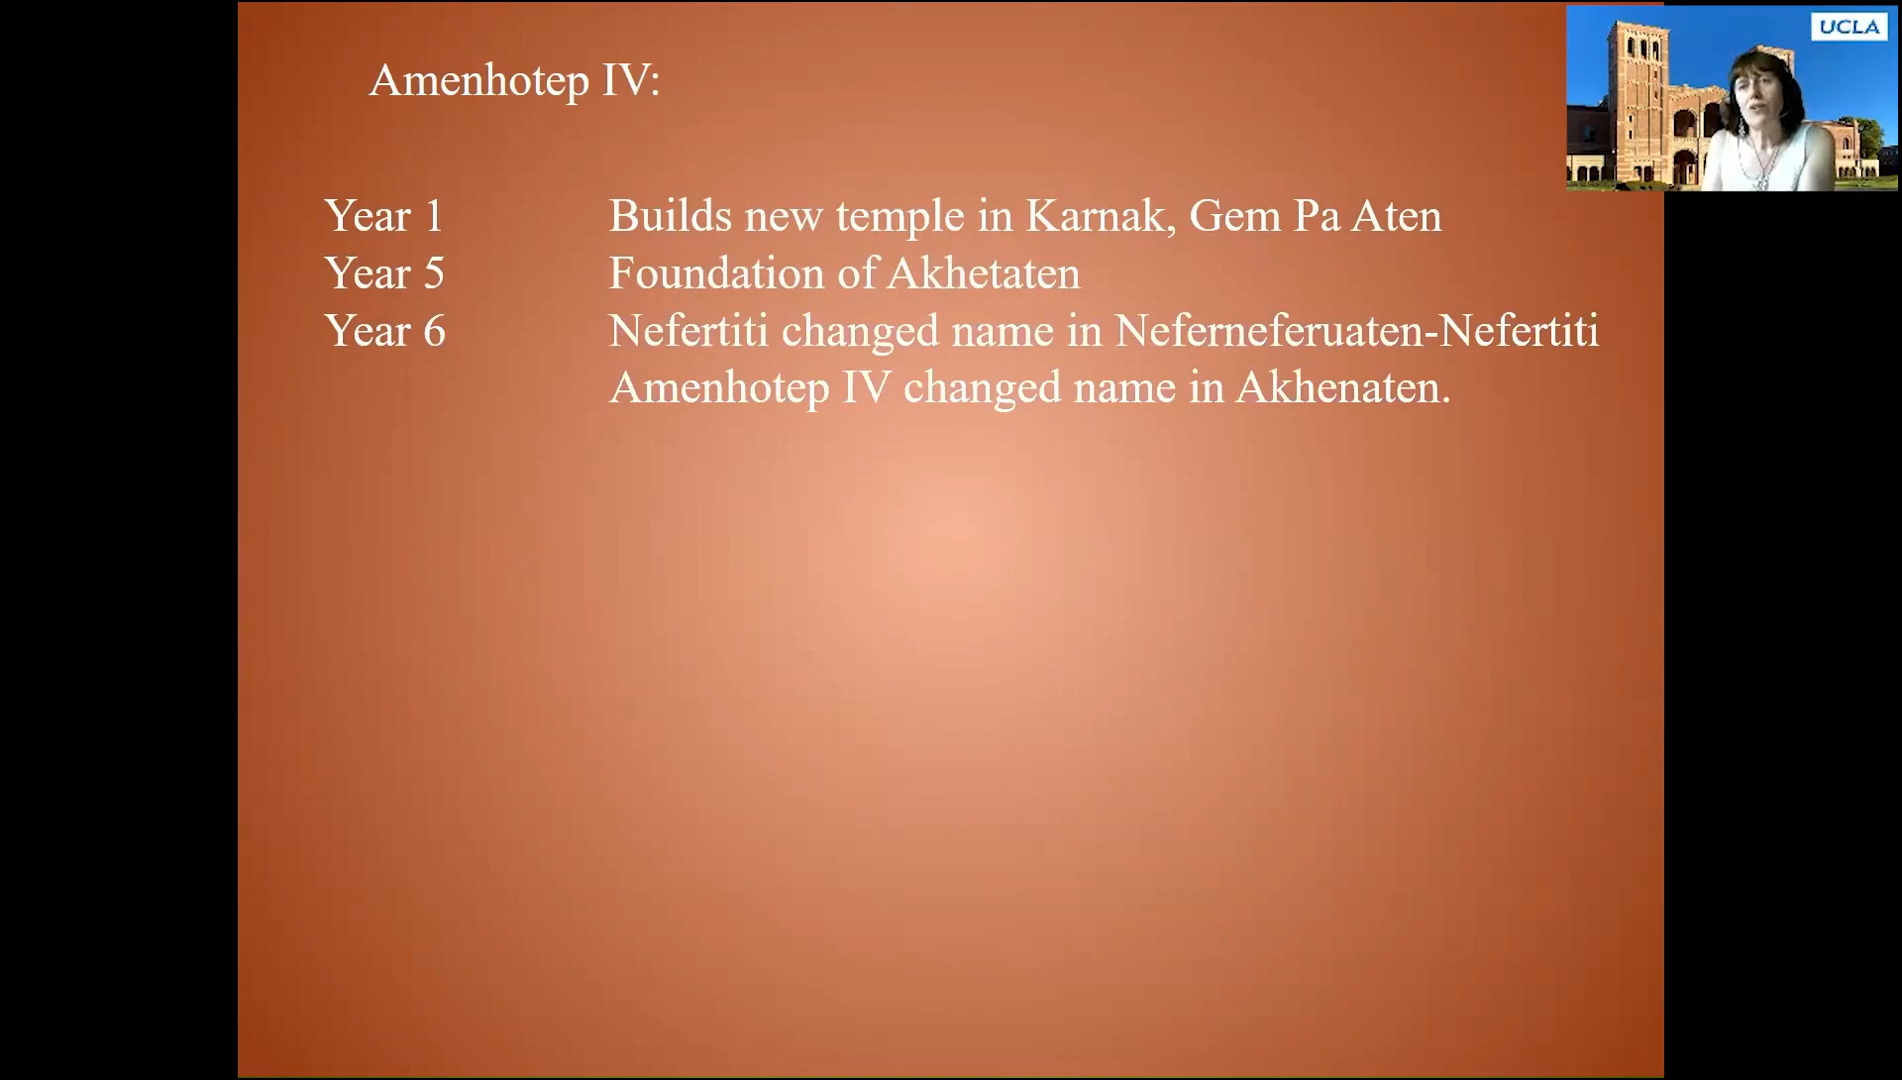 Amenhotep IV:
UCLA
Year 1 Builds new temple in Karnak, Gem Pa Aten
Year 5 Foundation of Akhetaten
Year 6 Nefertiti changed name in Neferneferuaten-Nefertiti
Amenhotep IV changed name in Akhenaten.